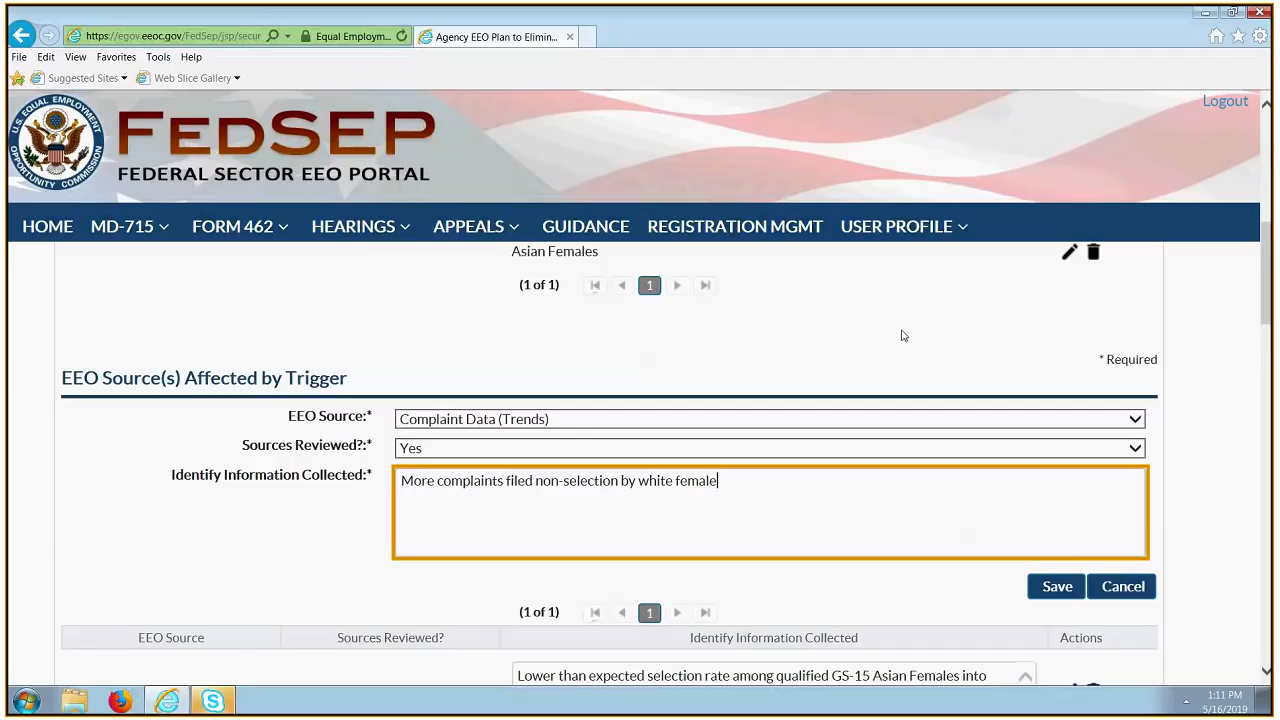 https://egov.eeoc.gov/FedSep/jsp/secur
Equal Employm...
Agency EEO Plan to Elimin...
File Edit View Favorites Tools Help
Suggested Sites Web Slice Gallery
U.S. EQUAL EMPLOYMENT OPPORTUNITY COMMISSION
FEDSEP
FEDERAL SECTOR EEO PORTAL
Logout
HOME MD-715 FORM 462 HEARINGS APPEALS GUIDANCE REGISTRATION MGMT USER PROFILE
Asian Females
(1 of 1) 1
* Required
EEO Source(s) Affected by Trigger
EEO Source:* Complaint Data (Trends)
Sources Reviewed?:* Yes
Identify Information Collected:* More complaints filed non-selection by white female
Save Cancel
(1 of 1) 1
EEO Source Sources Reviewed? Identify Information Collected Actions
Lower than expected selection rate among qualified GS-15 Asian Females into
1:11 PM
5/16/2019